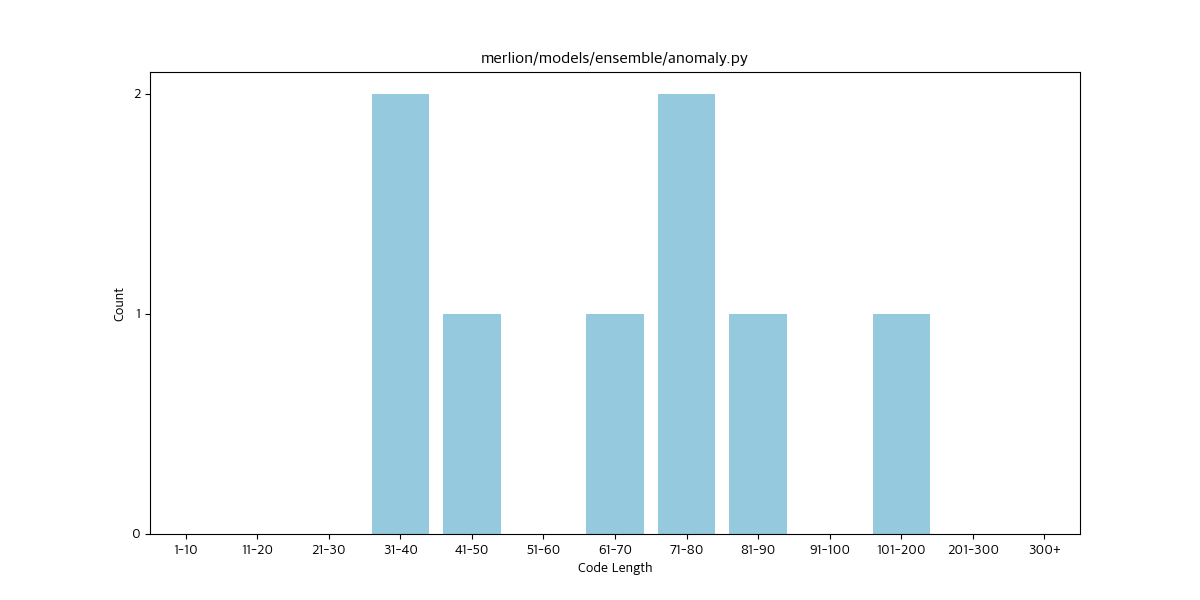 merlion/models/ensemble/anomaly.py
2
1
0
Count
1-10 11-20 21-30 31-40 41-50 51-60 61-70 71-80 81-90 91-100 101-200 201-300 300+
Code Length